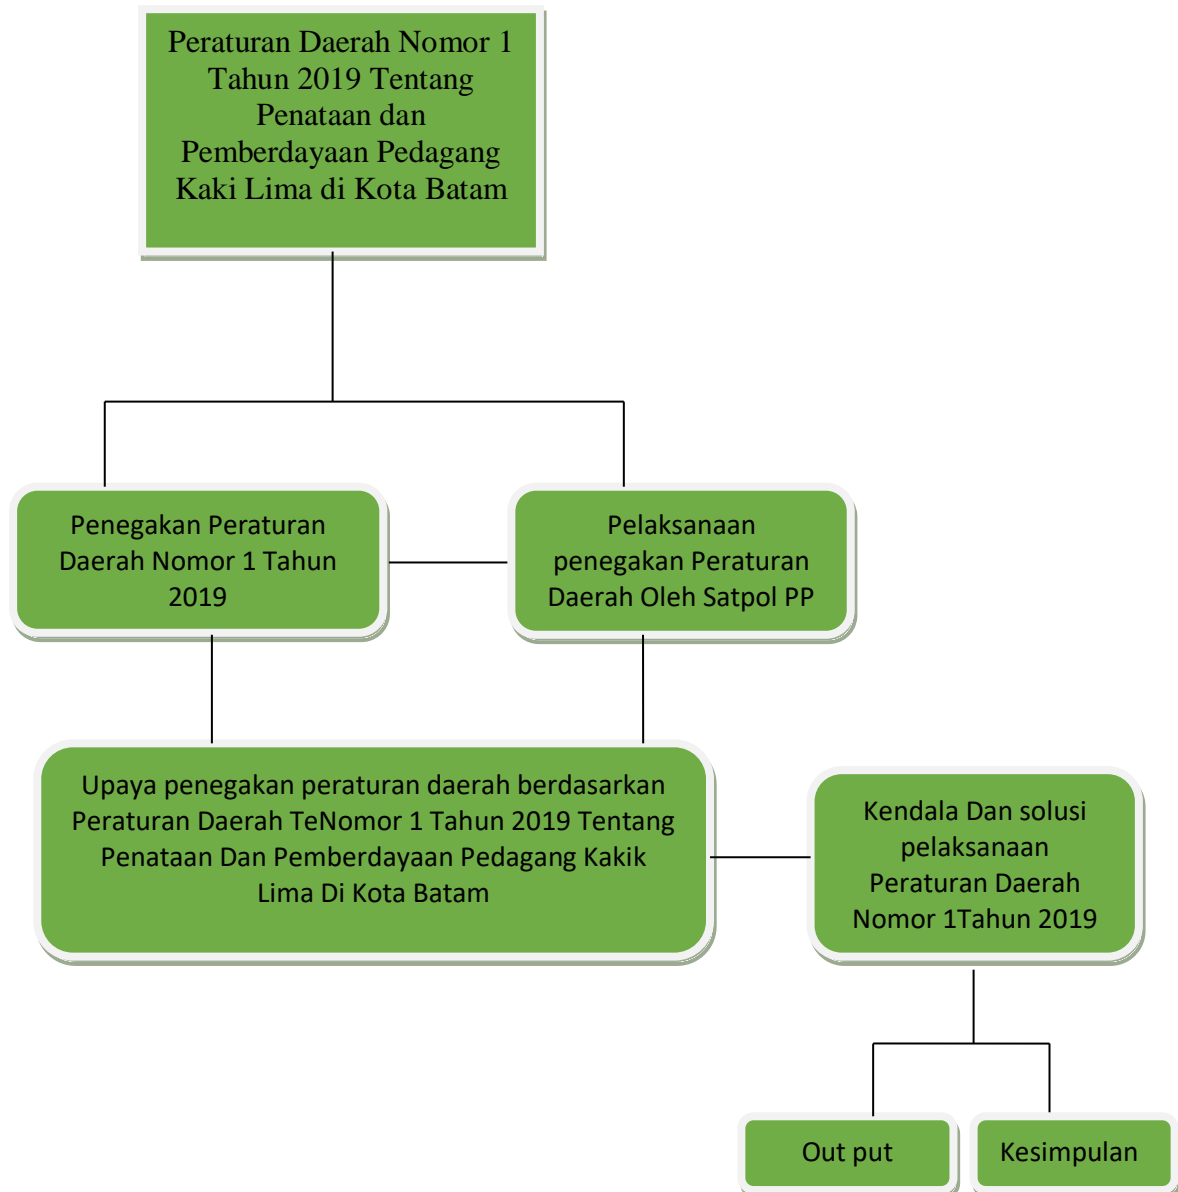 Peraturan Daerah Nomor 1
Tahun 2019 Tentang
Penataan dan
Pemberdayaan Pedagang
Kaki Lima di Kota Batam
Penegakan Peraturan
Daerah Nomor 1 Tahun
2019
Pelaksanaan
penegakan Peraturan
Daerah Oleh Satpol PP
Upaya penegakan peraturan daerah berdasarkan
Peraturan Daerah TeNomor 1 Tahun 2019 Tentang
Penataan Dan Pemberdayaan Pedagang Kakik
Lima Di Kota Batam
Kendala Dan solusi
pelaksanaan
Peraturan Daerah
Nomor 1Tahun 2019
Out put
Kesimpulan